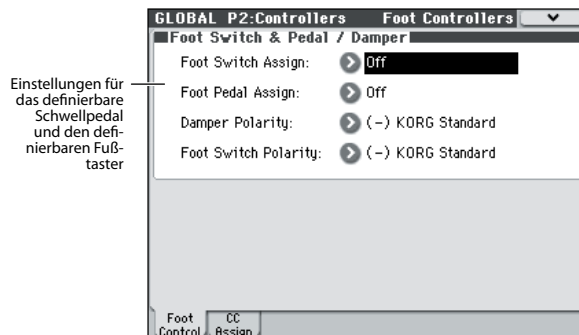 GLOBAL P2:Controllers Foot Controllers
Foot Switch & Pedal / Damper
Foot Switch Assign: Off
Foot Pedal Assign: Off
Damper Polarity: (-) KORG Standard
Foot Switch Polarity: (-) KORG Standard
Einstellungen für
das definierbare
Schwellpedal
und den defi-
nierbaren Fuß-
taster
Foot
Control
CC
Assign